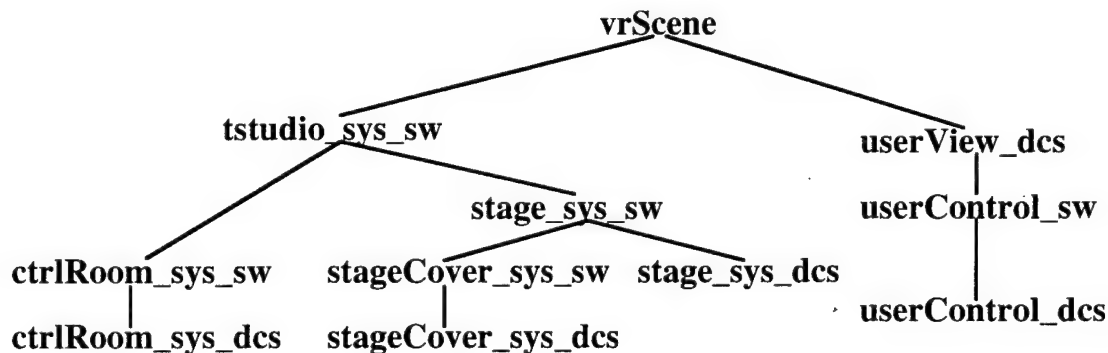 vrScene
tstudio_sys_sw
userView_dcs
stage_sys_sw
userControl_sw
ctrlRoom_sys_sw
stageCover_sys_sw
stage_sys_dcs
userControl_dcs
ctrlRoom_sys_dcs
stageCover_sys_dcs